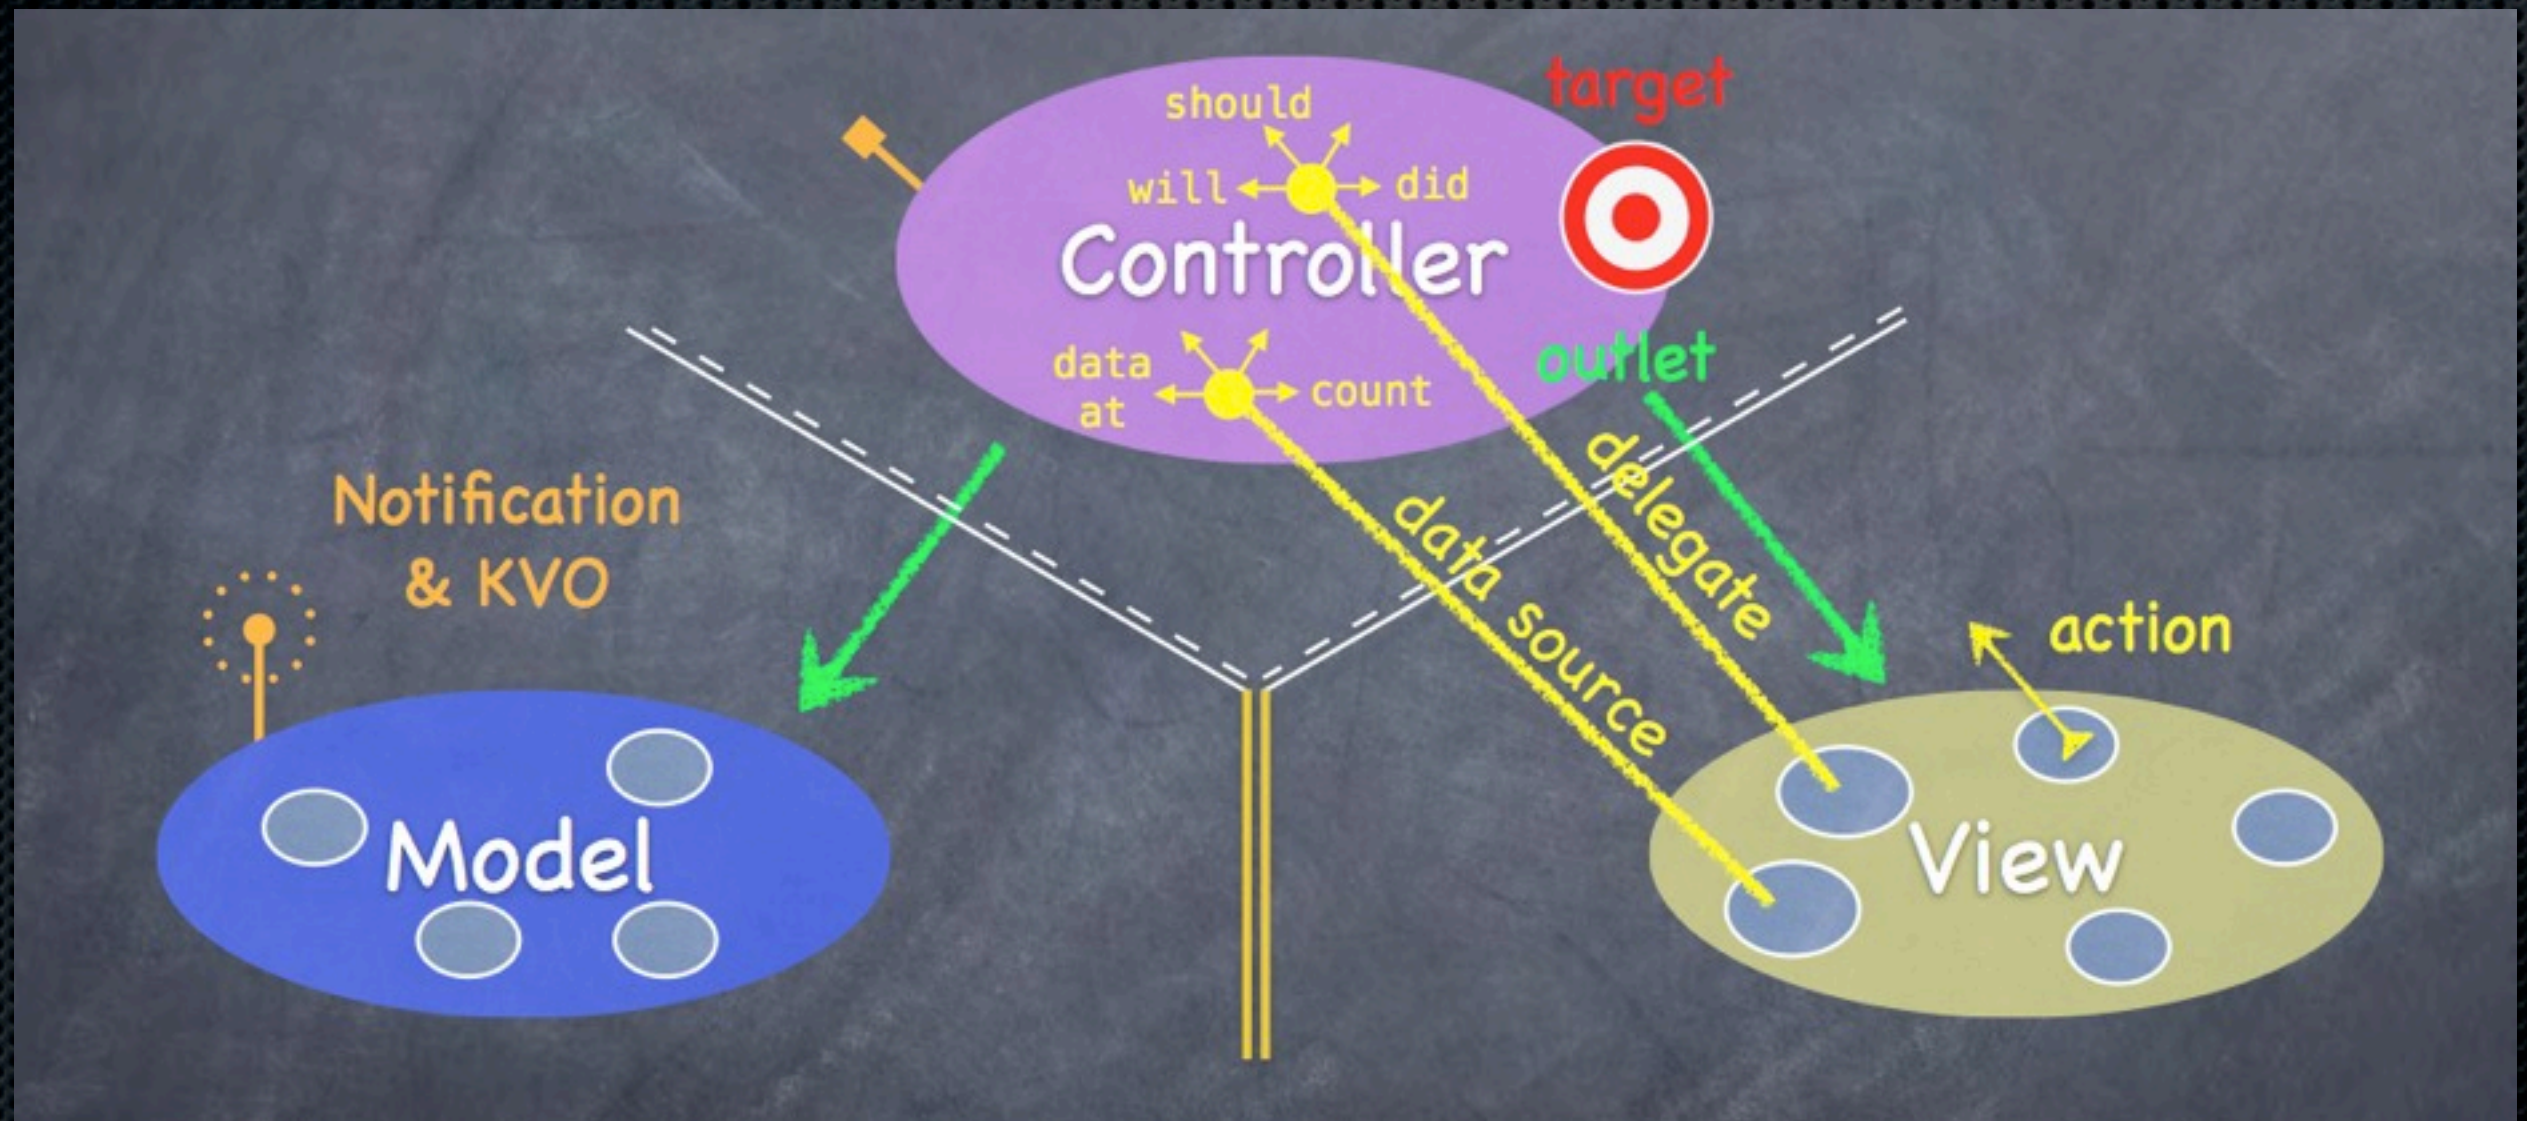 target
should
will
did
Controller
data
at
count
outlet
delegate
data source
Notification
& KVO
action
Model
View